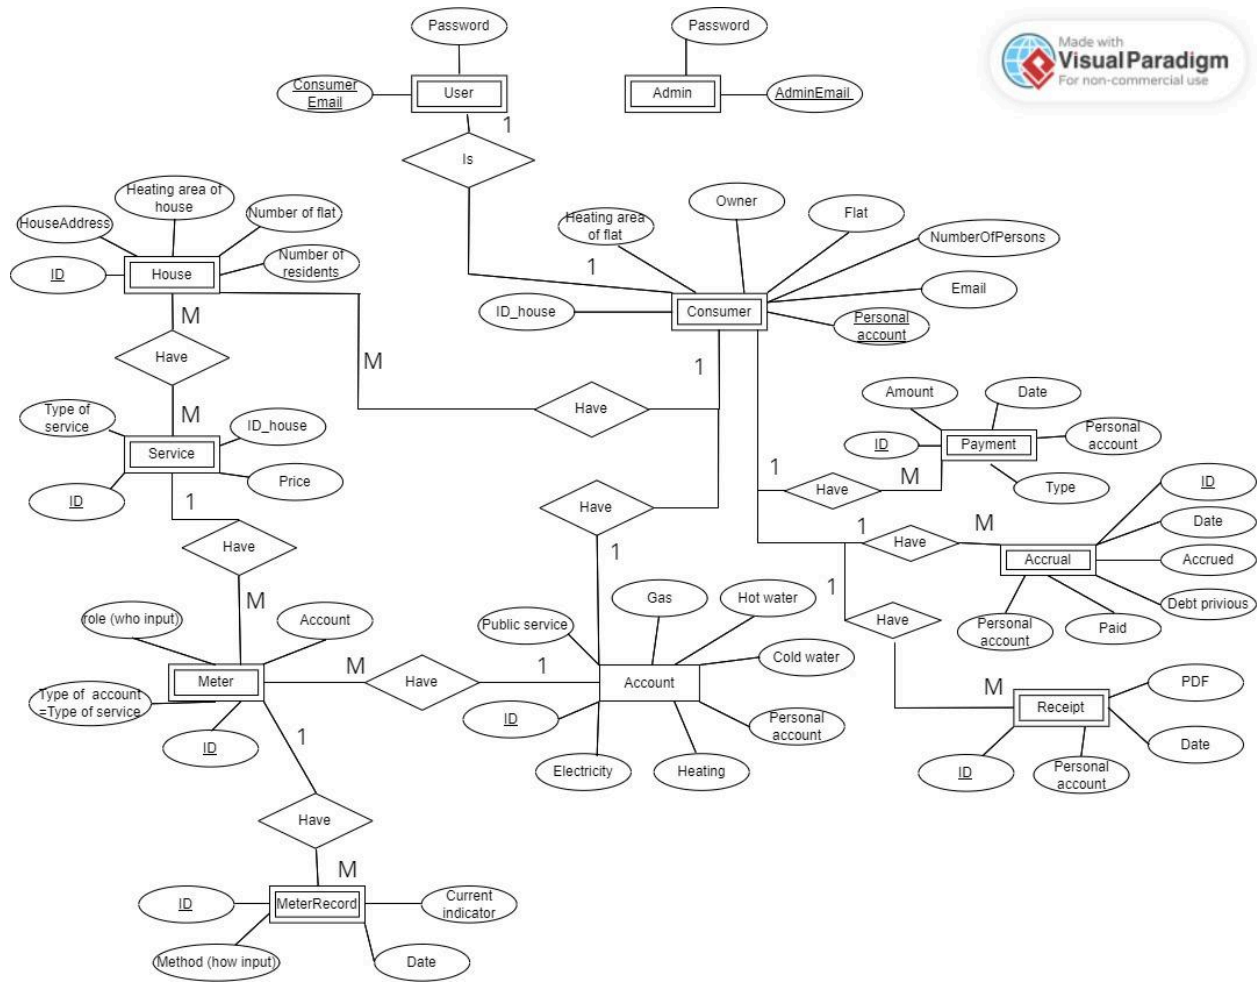 Password
Consumer
Email
User
1
Is
Password
Admin
AdminEmail
Made with
Visual Paradigm
For non-commercial use
HouseAddress
Heating area of
house
Number of flat
Number of
residents
ID
House
M
Have
M
M
Heating area
of flat
Owner
Flat
NumberOfPersons
Email
Personal
account
ID_house
1
Consumer
1
Have
Type of
service
ID_house
Service
Price
ID
1
Have
M
Amount
Date
ID
Payment
Personal
account
Type
1
Have
M
Have
1
ID
Date
1
Have
M
Accrual
Accrued
Debt privious
Personal
account
Paid
1
Have
M
Receipt
PDF
Date
ID
Personal
account
role (who input)
Account
Meter
Type of account
=Type of service
ID
M
Have
1
Public service
Gas
Hot water
Cold water
Account
ID
Personal
account
Electricity
Heating
1
Have
M
ID
MeterRecord
Current
indicator
Method (how input)
Date